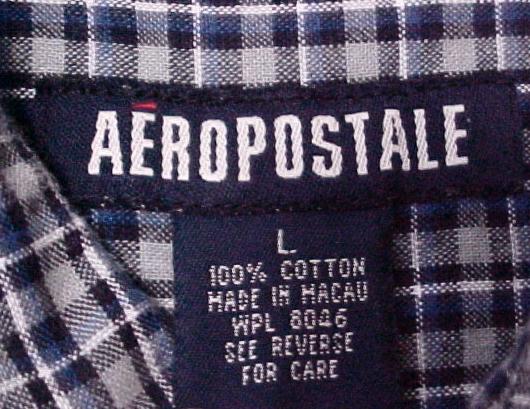 AÉROPOSTALE
L
100% COTTON
MADE IN MACAU
WPL 8046
SEE REVERSE
FOR CARE